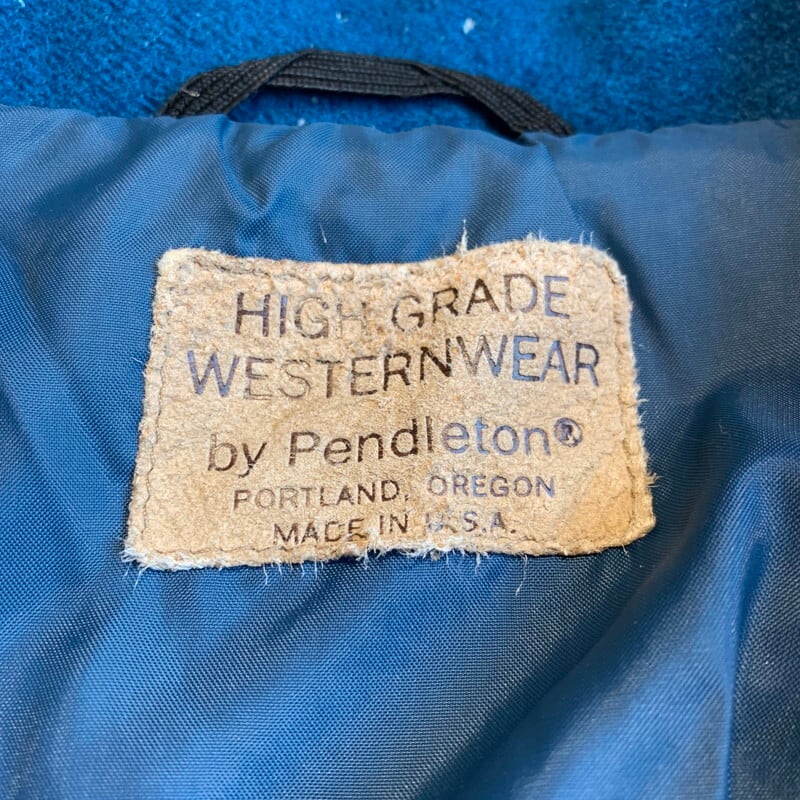 HIGH GRADE
WESTERNWEAR
by Pendleton®
PORTLAND, OREGON
MADE IN U.S.A.